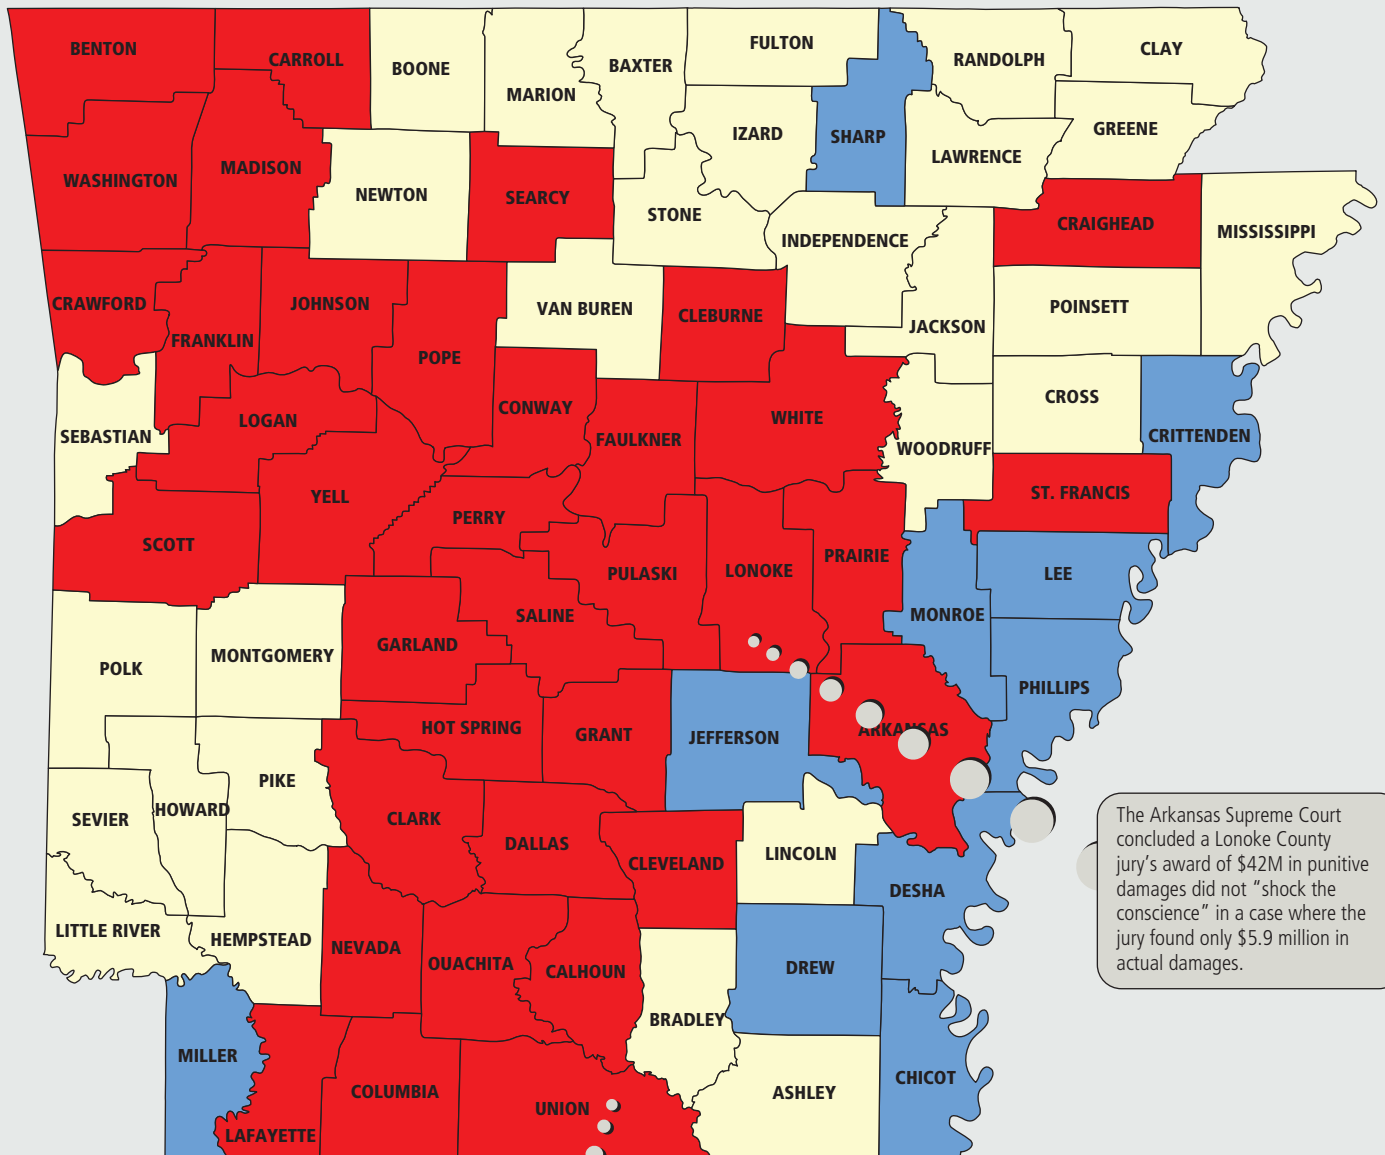 BENTON
CARROLL
BOONE
MARION
BAXTER
FULTON
RANDOLPH
CLAY
IZARD
SHARP
LAWRENCE
GREENE
WASHINGTON
MADISON
NEWTON
SEARCY
STONE
INDEPENDENCE
CRAIGHEAD
MISSISSIPPI
CRAWFORD
FRANKLIN
JOHNSON
POPE
VAN BUREN
CLEBURNE
JACKSON
POINSETT
SEBASTIAN
LOGAN
CONWAY
FAULKNER
WHITE
WOODRUFF
CROSS
CRITTENDEN
SCOTT
YELL
PERRY
PULASKI
LONOKE
PRAIRIE
ST. FRANCIS
LEE
MONROE
POLK
MONTGOMERY
GARLAND
SALINE
PHILLIPS
HOT SPRING
GRANT
JEFFERSON
ARKANSAS
SEVIER
HOWARD
PIKE
CLARK
DALLAS
CLEVELAND
LINCOLN
DESHA
The Arkansas Supreme Court
concluded a Lonoke County
jury's award of $42M in punitive
damages did not "shock the
conscience" in a case where the
jury found only $5.9 million in
actual damages.
LITTLE RIVER
HEMPSTEAD
NEVADA
OUACHITA
CALHOUN
BRADLEY
DREW
MILLER
LAFAYETTE
COLUMBIA
UNION
ASHLEY
CHICOT